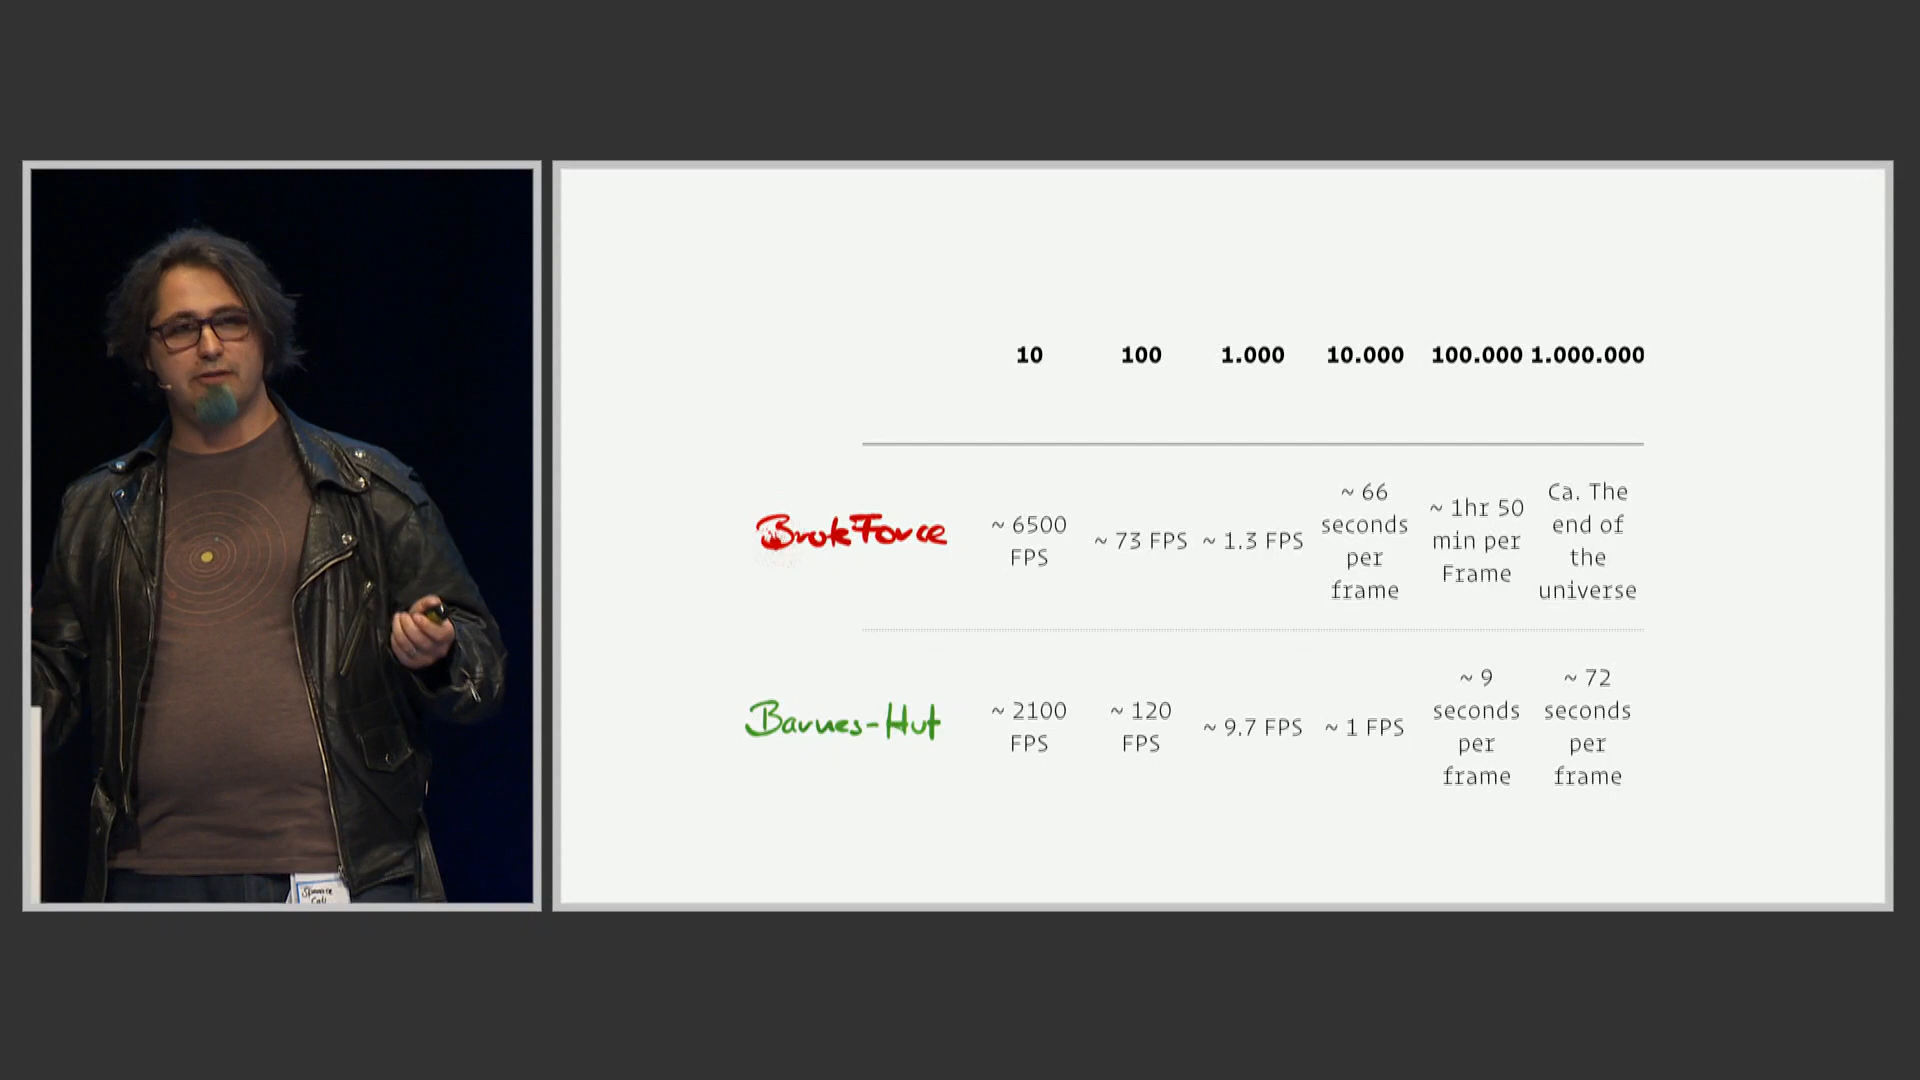 10 100 1.000 10.000 100.000 1.000.000
Brute Force
~ 6500
FPS
~ 73 FPS
~ 1.3 FPS
~ 66
seconds
per
frame
~ 1hr 50
min per
Frame
Ca. The
end of
the
universe
Barnes-Hut
~ 2100
FPS
~ 120
FPS
~ 9.7 FPS
~ 1 FPS
~ 9
seconds
per
frame
~ 72
seconds
per
frame